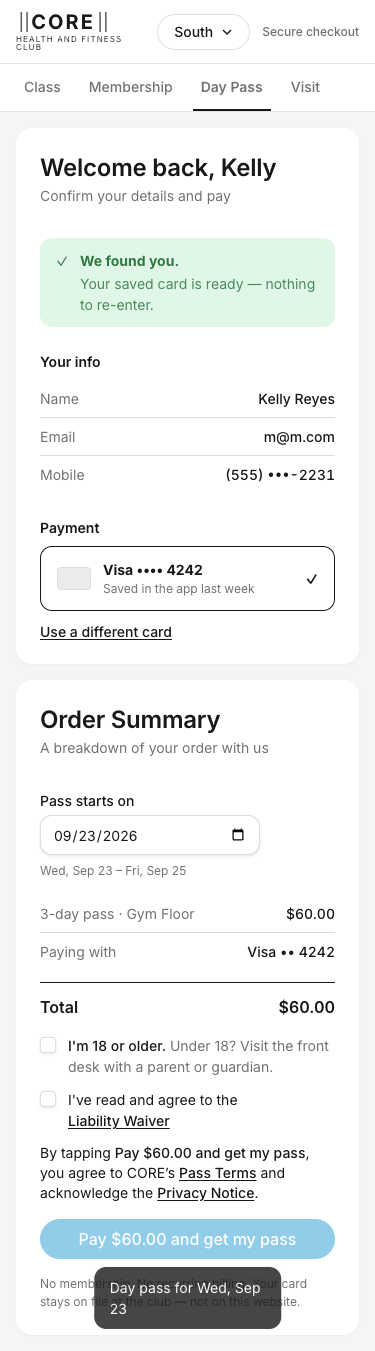 ||CORE||
HEALTH AND FITNESS CLUB
South
Secure checkout
Class Membership Day Pass Visit
Welcome back, Kelly
Confirm your details and pay
We found you.
Your saved card is ready — nothing
to re-enter.
Your info
Name Kelly Reyes
Email m@m.com
Mobile (555) •••-2231
Payment
Visa •••• 4242
Saved in the app last week
Use a different card
Order Summary
A breakdown of your order with us
Pass starts on
09/23/2026
Wed, Sep 23 – Fri, Sep 25
3-day pass · Gym Floor $60.00
Paying with Visa •• 4242
Total $60.00
I'm 18 or older. Under 18? Visit the front
desk with a parent or guardian.
I've read and agree to the
Liability Waiver
By tapping Pay $60.00 and get my pass,
you agree to CORE’s Pass Terms and
acknowledge the Privacy Notice.
Pay $60.00 and get my pass
No membership. No recurring billing. Your card
stays on file at the club — not on this website.
Day pass for Wed, Sep
23